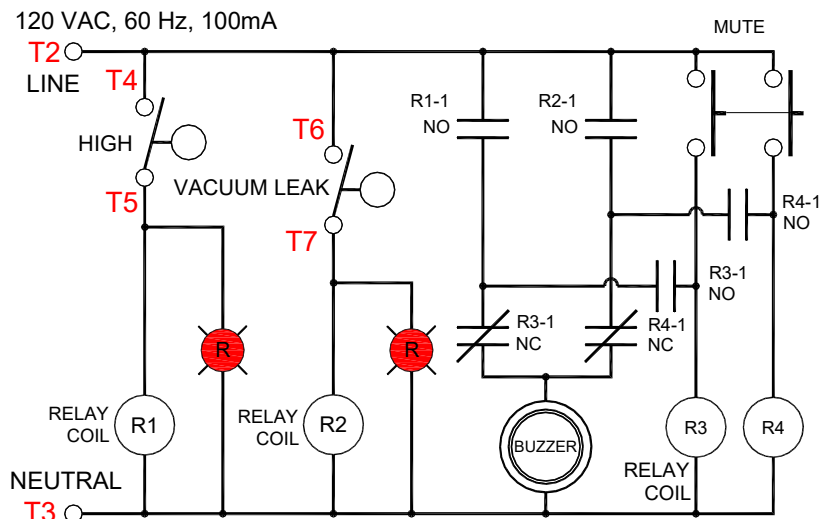 120 VAC, 60 Hz, 100mA
MUTE
T2
LINE
T4
R1-1
NO
R2-1
NO
HIGH
T6
T5
VACUUM LEAK
T7
R4-1
NO
R3-1
NO
R3-1
NC
R4-1
NC
R
R
RELAY
COIL
R1
RELAY
COIL
R2
BUZZER
R3
R4
RELAY
COIL
NEUTRAL
T3